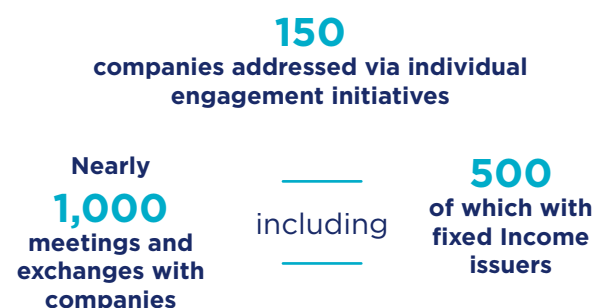 150
companies addressed via individual
engagement initiatives
Nearly
1,000
meetings and
exchanges with
companies
including
500
of which with
fixed Income
issuers